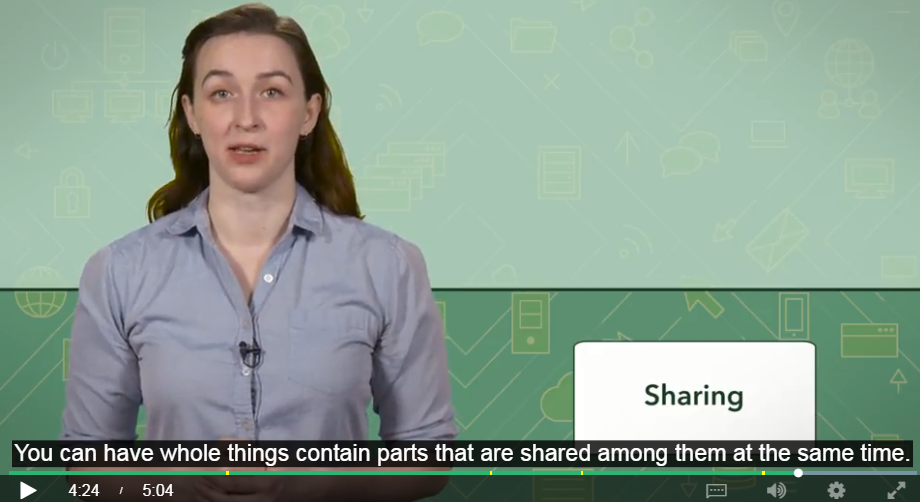 Sharing
You can have whole things contain parts that are shared among them at the same time.
4:24 / 5:04